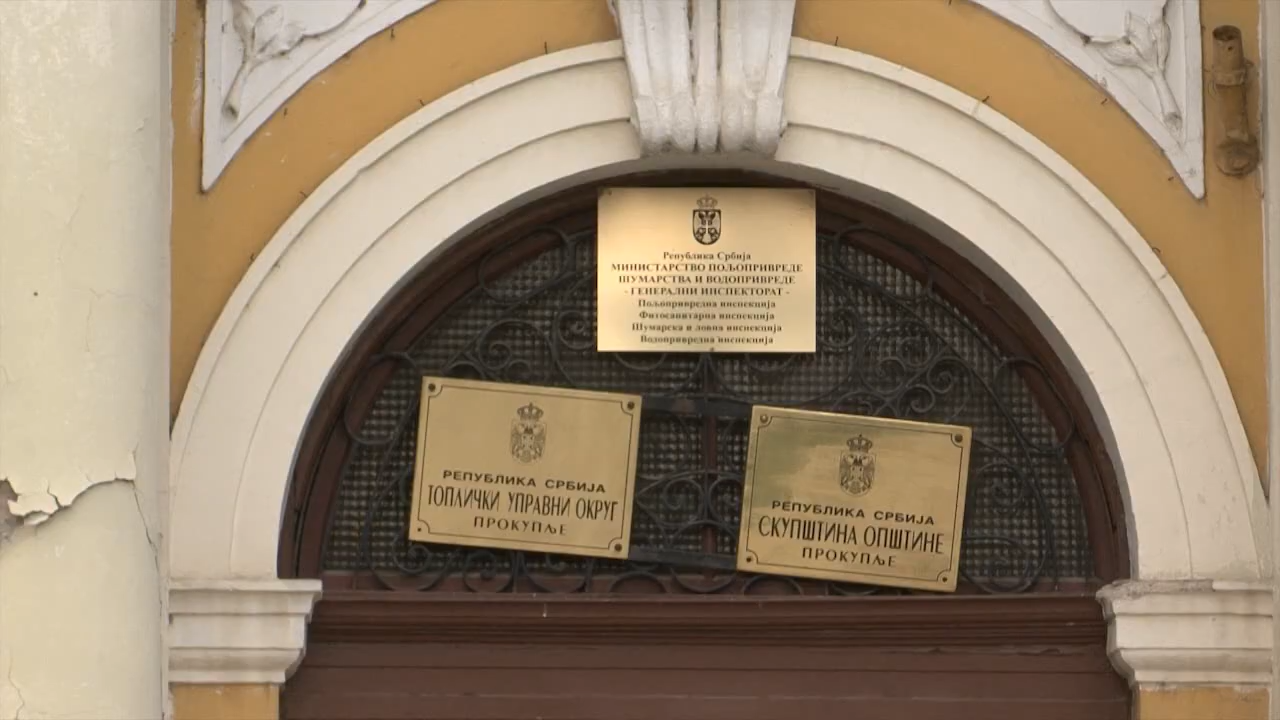 Република Србија
МИНИСТАРСТВО ПОЉОПРИВРЕДЕ
ШУМАРСТВА И ВОДОПРИВРЕДЕ
- ГЕНЕРАЛНИ ИНСПЕКТОРАТ -
Пољопривредна инспекција
Фитосанитарна инспекција
Шумарска и ловна инспекција
Водопривредна инспекција
РЕПУБЛИКА СРБИЈА
ТОПЛИЧКИ УПРАВНИ ОКРУГ
ПРОКУПЉЕ
РЕПУБЛИКА СРБИЈА
СКУПШТИНА ОПШТИНЕ
ПРОКУПЉЕ